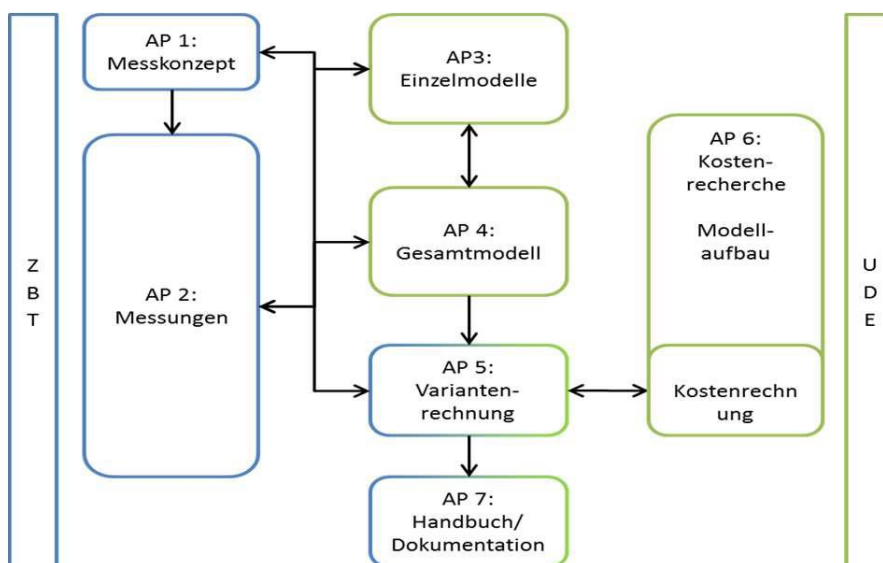 Z
B
T
AP 1:
Messkonzept
AP 2:
Messungen
AP3:
Einzelmodelle
AP 4:
Gesamtmodell
AP 5:
Varianten-
rechnung
AP 7:
Handbuch/
Dokumentation
AP 6:
Kosten-
recherche
Modell-
aufbau
Kostenrechn
ung
U
D
E